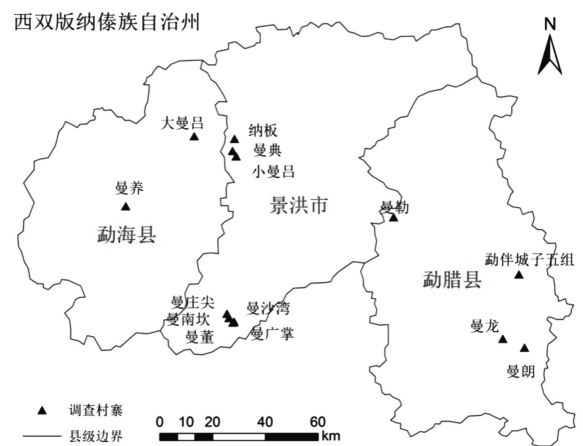 西双版纳傣族自治州
N
大曼吕
纳板
曼典
小曼吕
曼养
勐海县
景洪市
曼勒
勐伴城子五组
勐腊县
曼庄尖
曼沙湾
曼南坎
曼董
曼广掌
曼龙
曼朗
调查村寨
县级边界
0 10 20 40 60 km